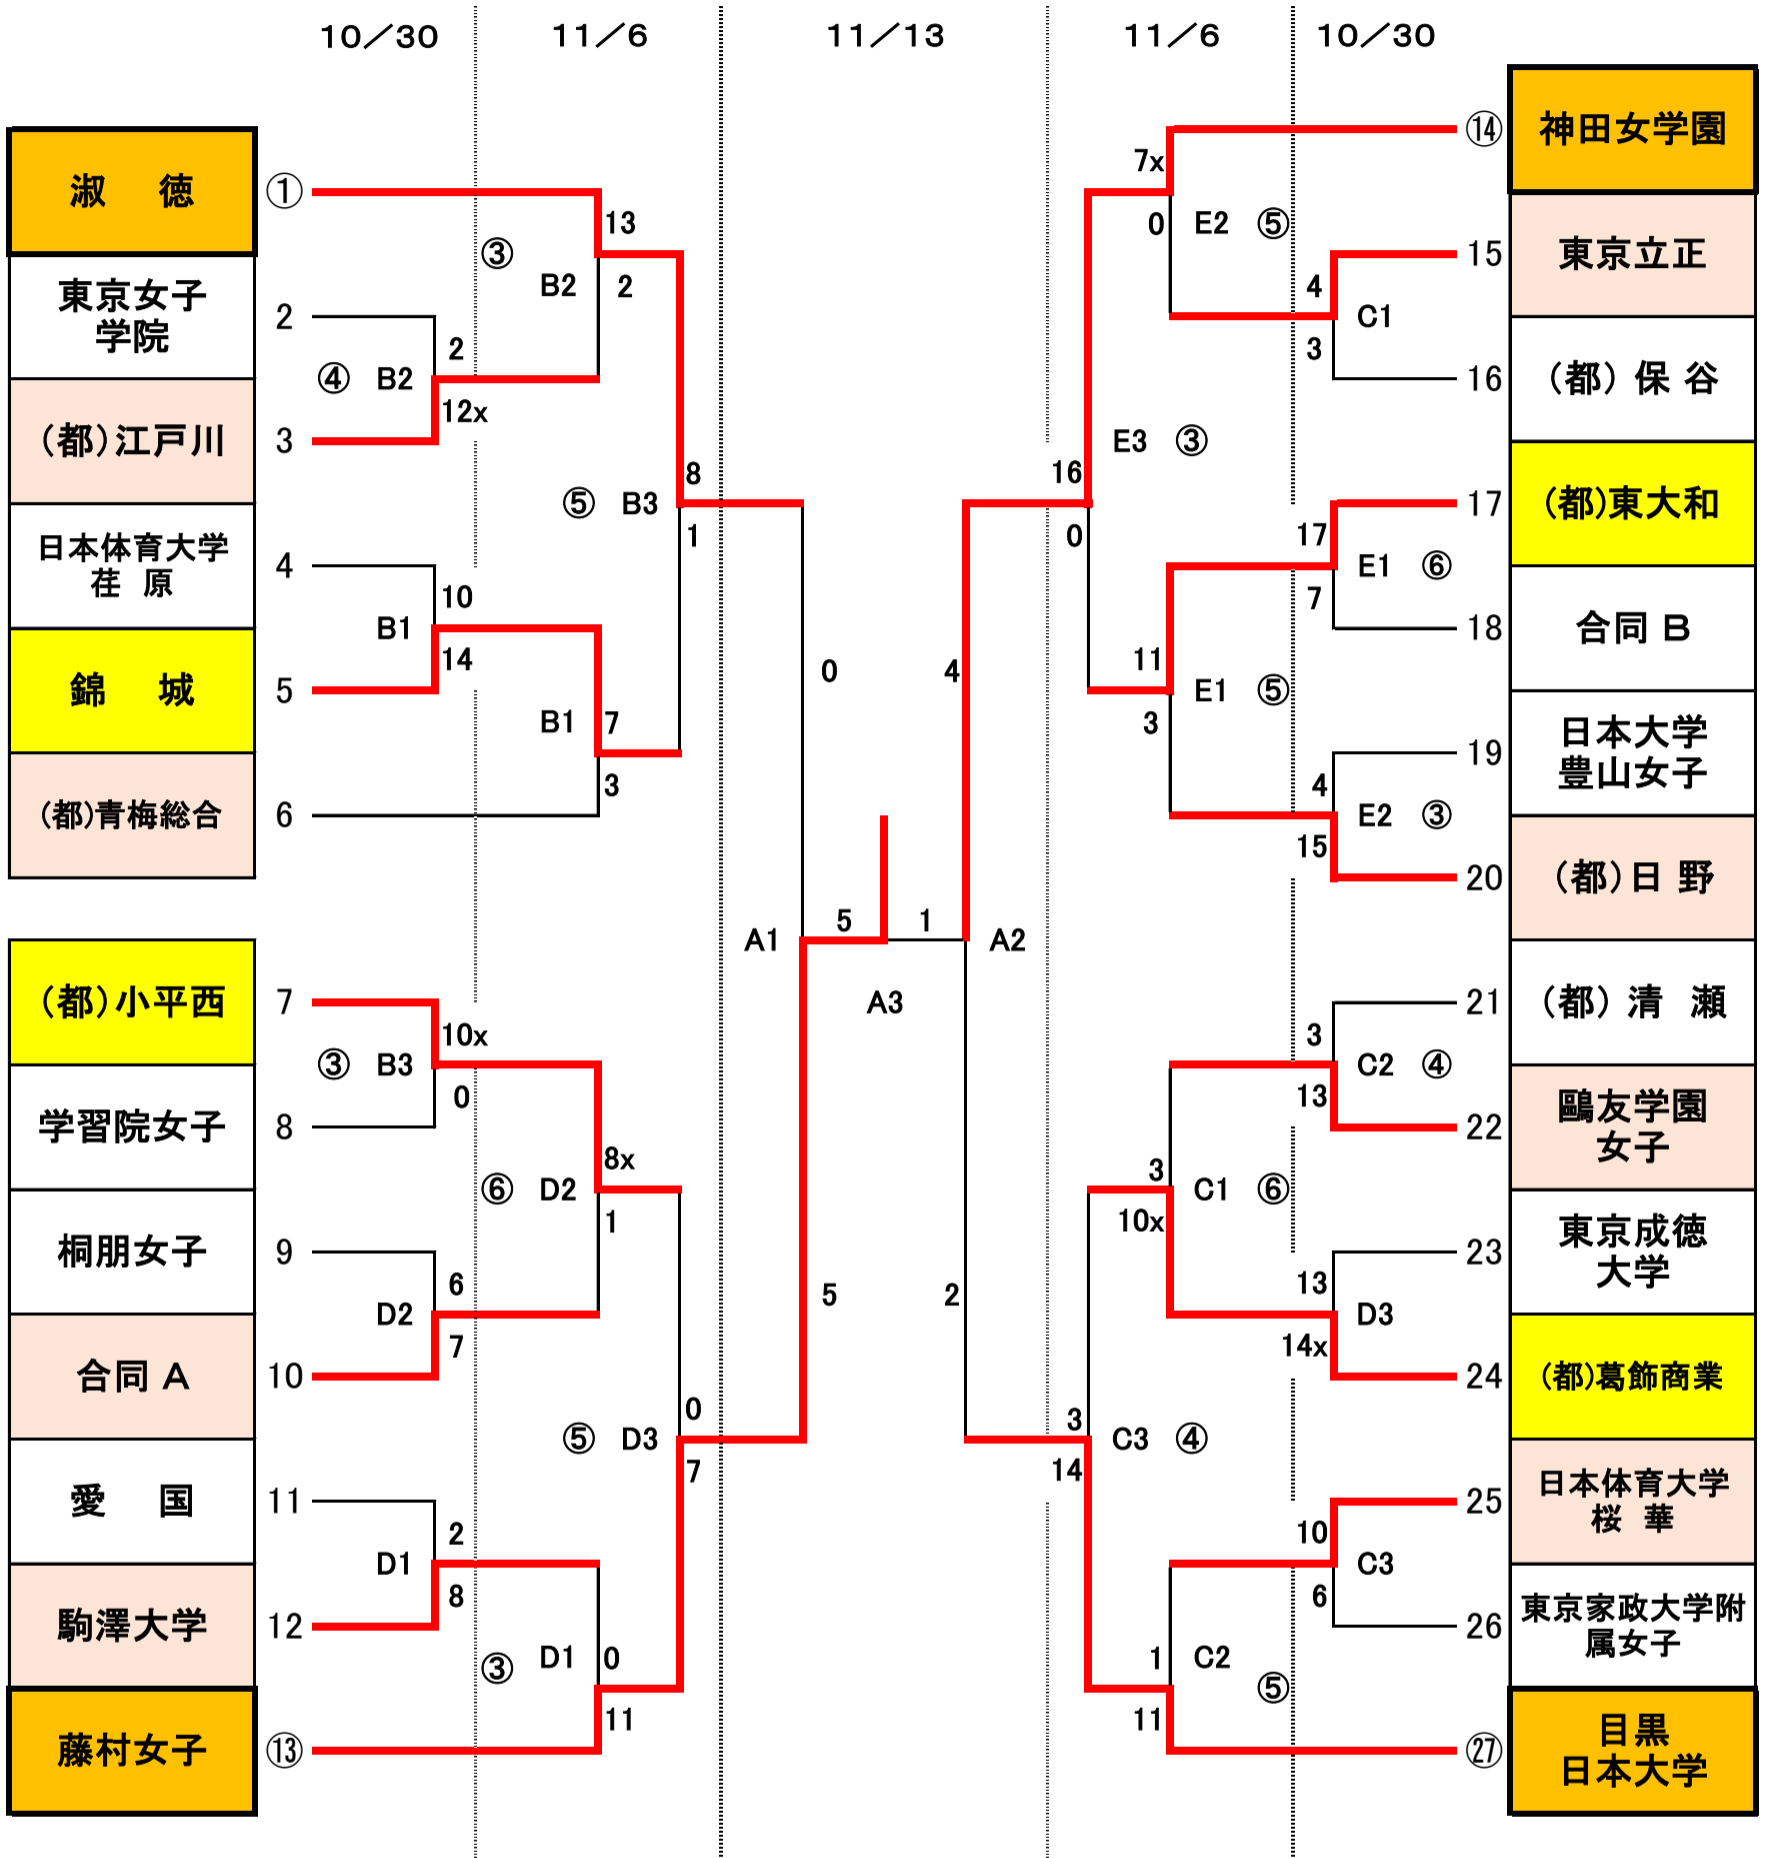 10/30
11/6
11/13
11/6
10/30
淑 徳
①
東京女子
学院
2
(都)江戸川
3
日本体育大学
荏 原
4
錦 城
5
(都)青梅総合
6
(都)小平西
7
学習院女子
8
桐朋女子
9
合同 A
10
愛 国
11
駒澤大学
12
藤村女子
⑬
④ B2
2
12x
B1
10
14
③ B3
10x
0
D2
6
7
D1
2
8
③
B2
13
2
B1
7
3
⑥ D2
8x
1
③ D1
0
11
⑤ B3
8
1
⑤ D3
0
7
A1
0
5
5
1
A3
A2
4
2
16
0
E3 ③
3
14
C3 ④
7x
0
E2 ⑤
11
3
E1 ⑤
3
10x
C1 ⑥
1
11
C2
⑤
4
3
C1
17
7
E1 ⑥
4
15
E2 ③
3
13
C2 ④
13
14x
D3
10
6
C3
⑭
神田女学園
15
東京立正
16
(都) 保 谷
17
(都)東大和
18
合同 B
19
日本大学
豊山女子
20
(都)日 野
21
(都) 清 瀬
22
鷗友学園
女子
23
東京成徳
大学
24
(都)葛飾商業
25
日本体育大学
桜 華
26
東京家政大学附
属女子
㉗
目黒
日本大学